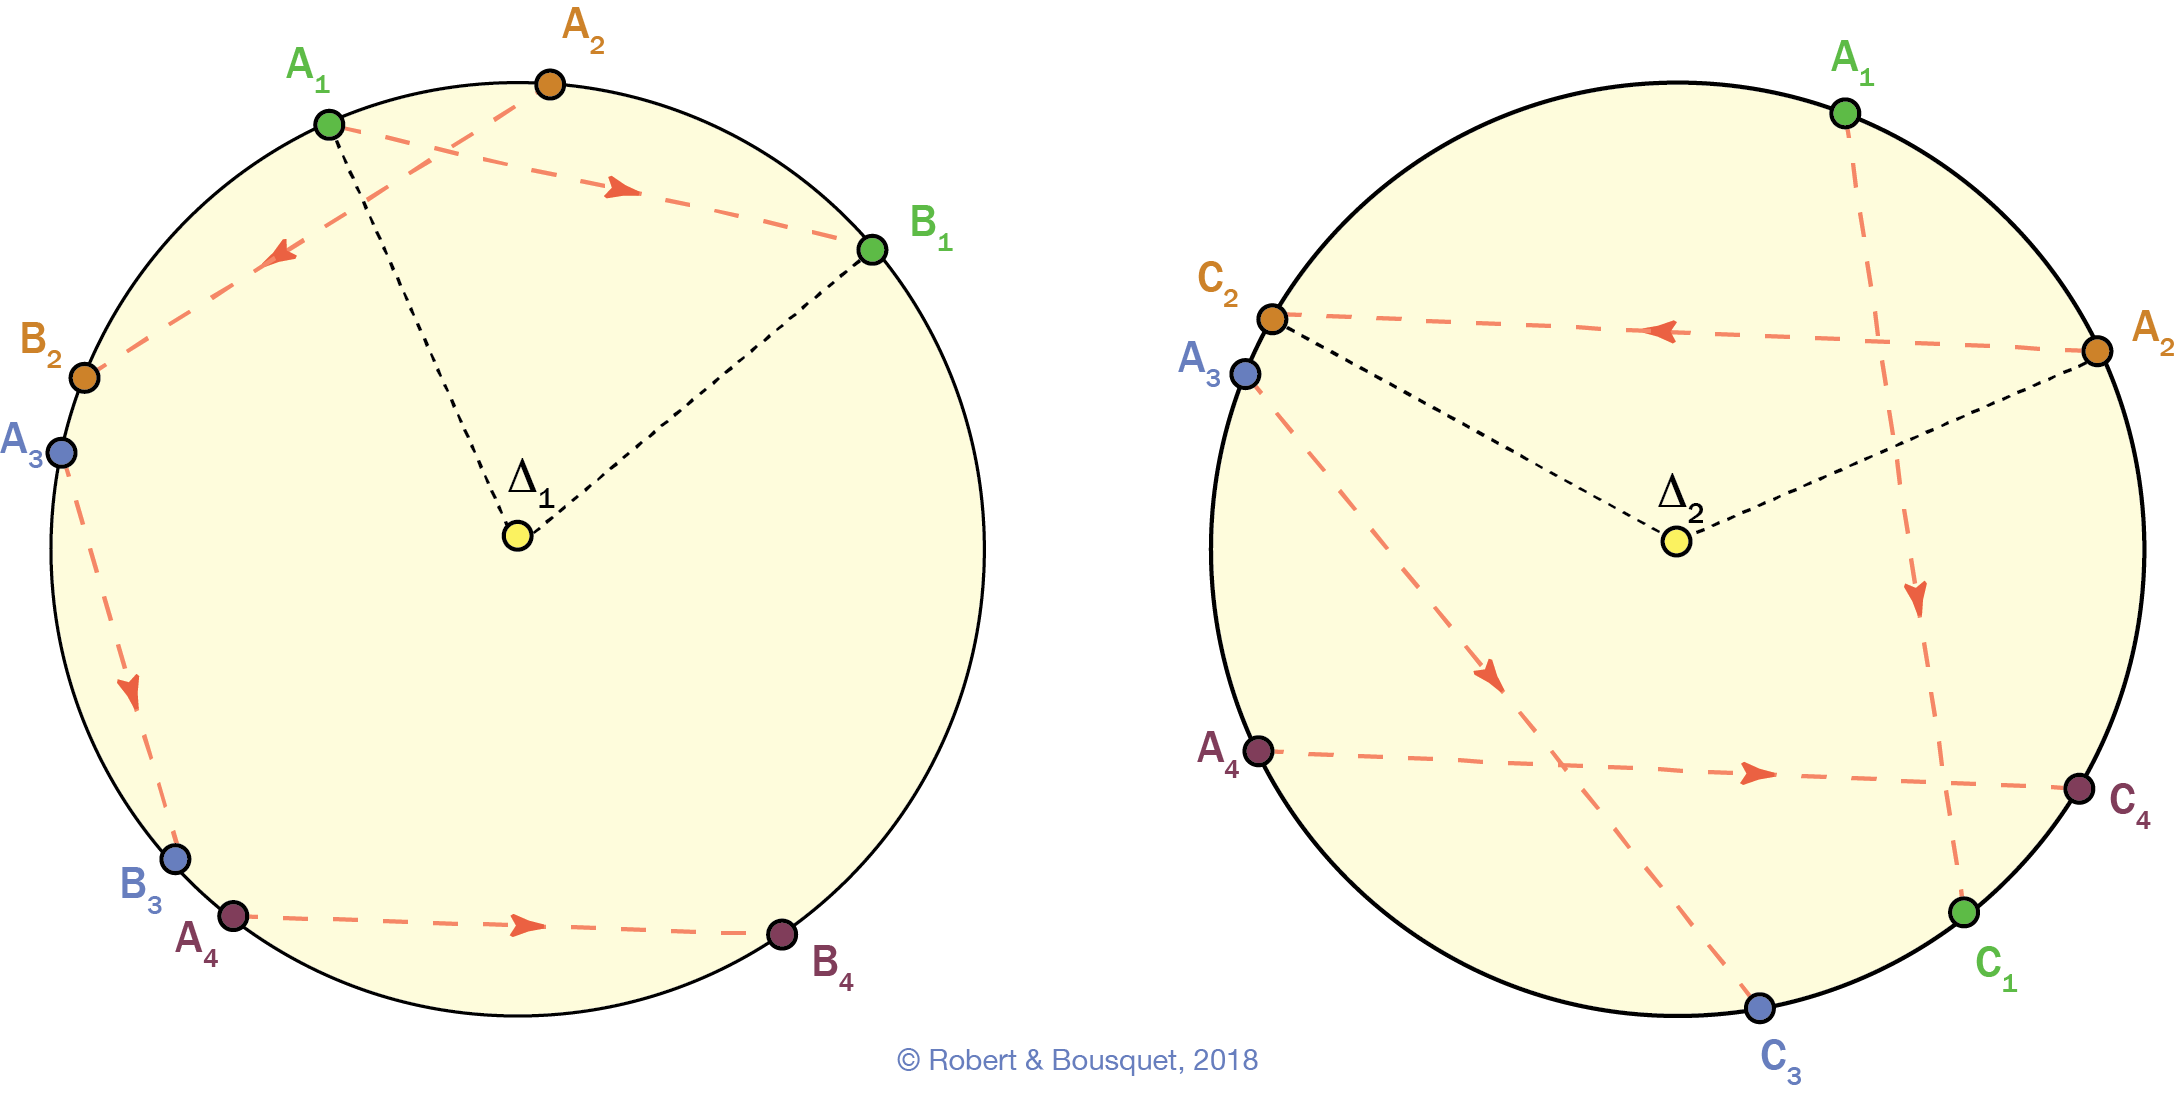 A₂
A₁
B₁
B₂
A₃
Δ₁
B₃
A₄
B₄
A₁
C₂
A₂
A₃
Δ₂
A₄
C₄
C₁
C₃
© Robert & Bousquet, 2018